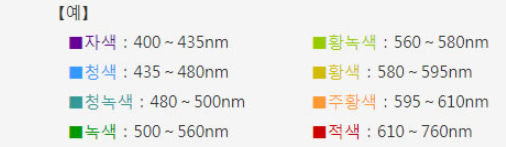 【예】
■자색 : 400 ~ 435nm ■황녹색 : 560 ~ 580nm
■청색 : 435 ~ 480nm ■황색 : 580 ~ 595nm
■청녹색 : 480 ~ 500nm ■주황색 : 595 ~ 610nm
■녹색 : 500 ~ 560nm ■적색 : 610 ~ 760nm